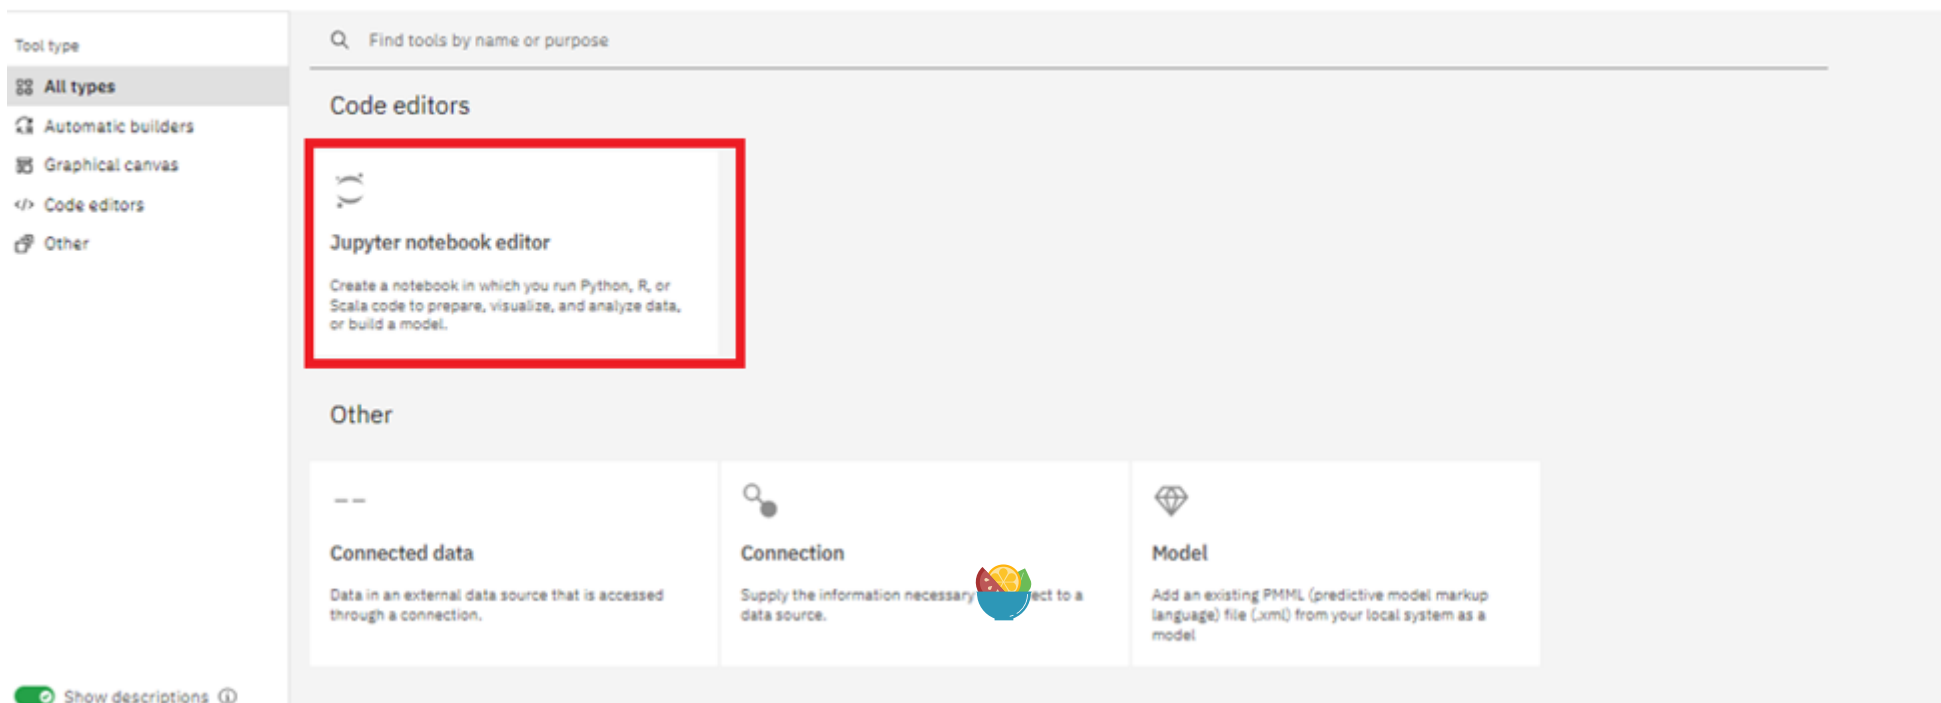 Tool type
All types
Automatic builders
Graphical canvas
Code editors
Other
Show descriptions
Find tools by name or purpose
Code editors
Jupyter notebook editor
Create a notebook in which you run Python, R, or
Scala code to prepare, visualize, and analyze data,
or build a model.
Other
Connected data
Data in an external data source that is accessed
through a connection.
Connection
Supply the information necessary ect to a
data source.
Model
Add an existing PMML (predictive model markup
language) file (.xml) from your local system as a
model